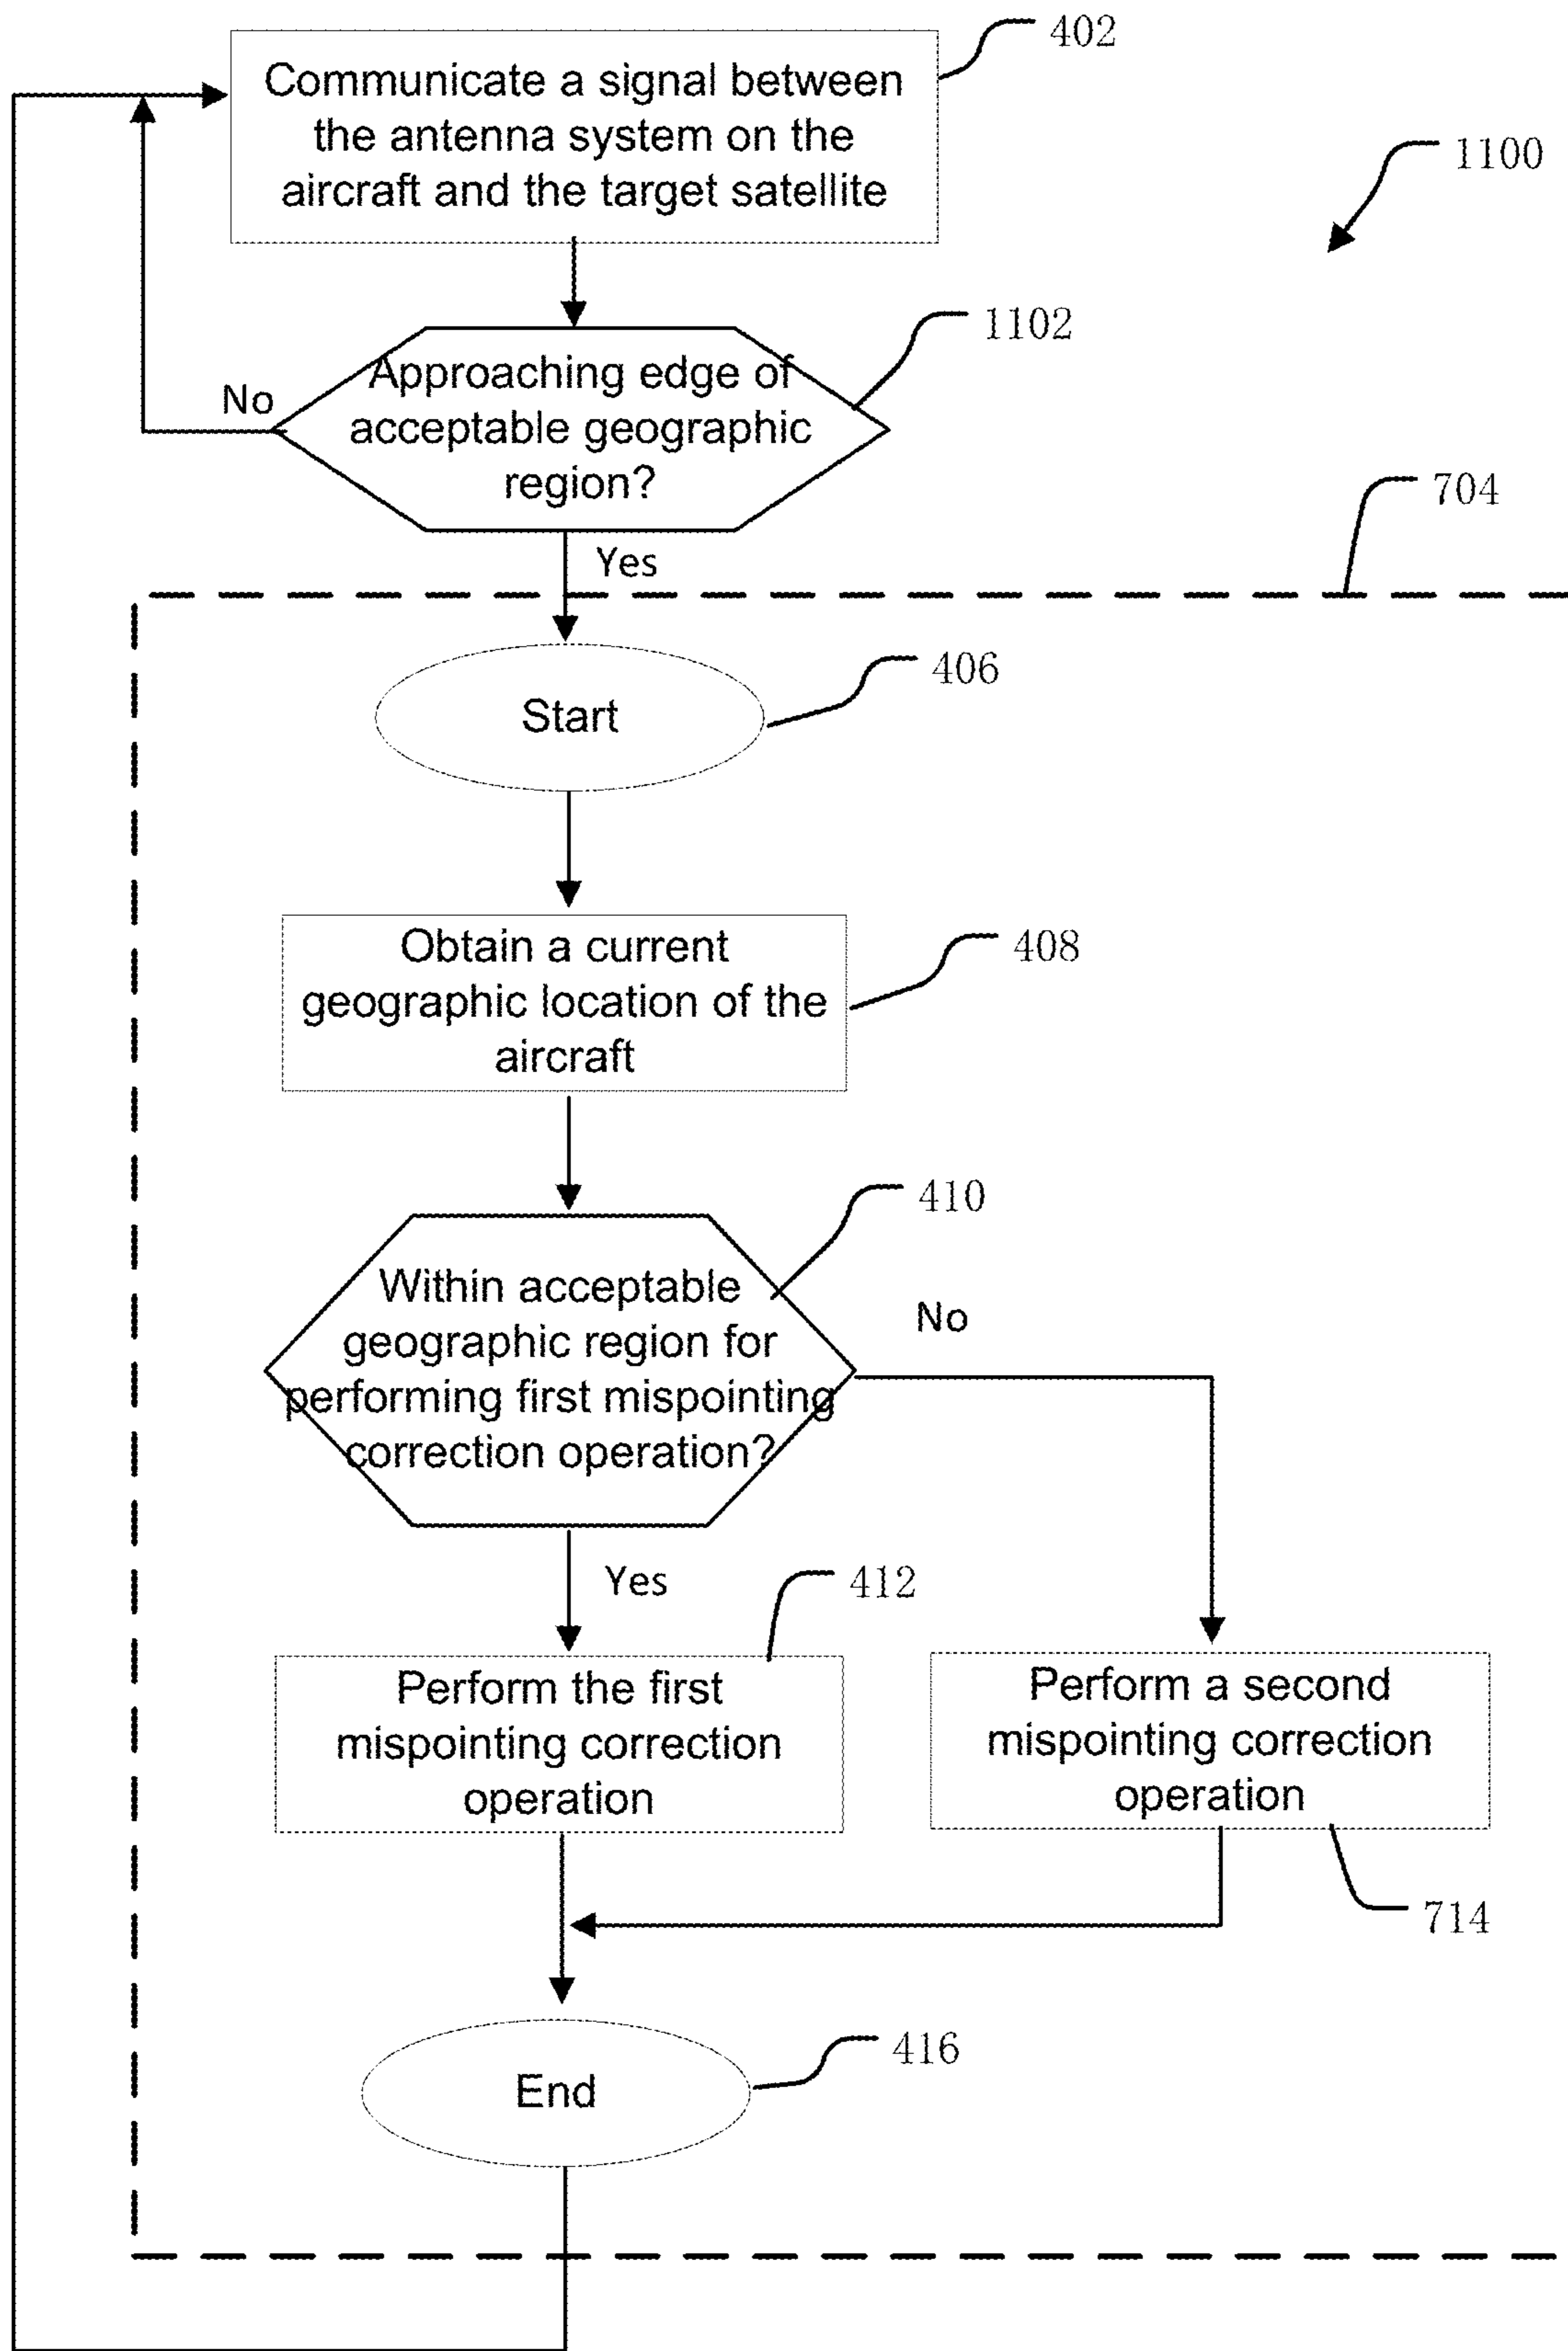 402
Communicate a signal between
the antenna system on the
aircraft and the target satellite
1100
1102
Approaching edge of
acceptable geographic
region?
No
704
Yes
406
Start
408
Obtain a current
geographic location of the
aircraft
410
Within acceptable
geographic region for
performing first mispointing
correction operation?
No
Yes
412
Perform the first
mispointing correction
operation
Perform a second
mispointing correction
operation
714
416
End